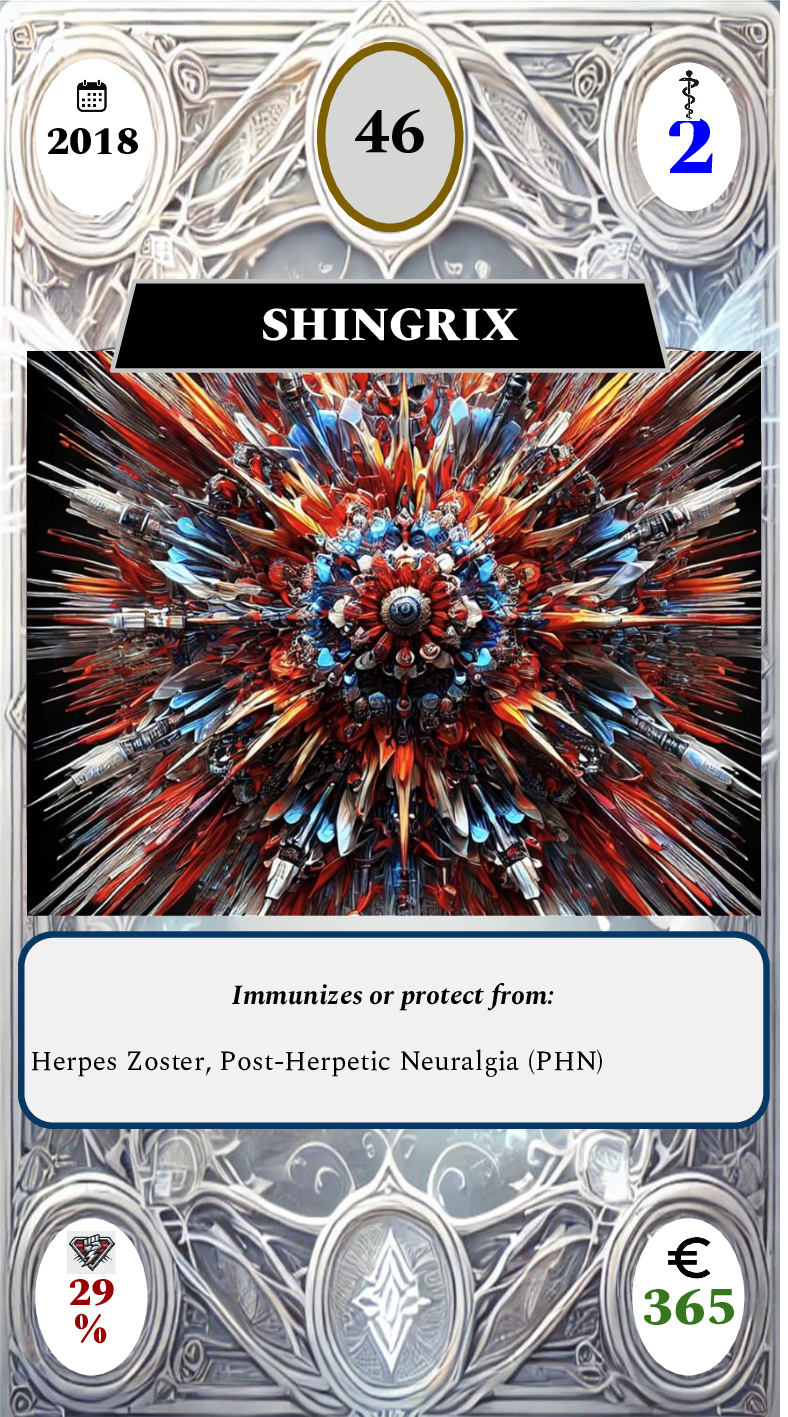 2018
46
2
SHINGRIX
Immunizes or protect from:
Herpes Zoster, Post-Herpetic Neuralgia (PHN)
29
%
€
365